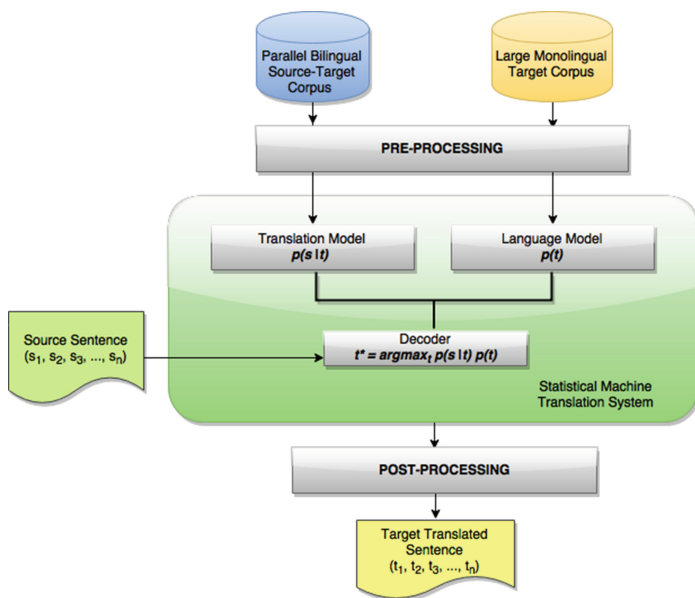 Parallel Bilingual
Source-Target
Corpus
Large Monolingual
Target Corpus
PRE-PROCESSING
Translation Model
p(s | t)
Language Model
p(t)
Source Sentence
(s₁, s₂, s₃, ..., sₙ)
Decoder
t* = argmaxₜ p(s | t) p(t)
Statistical Machine
Translation System
POST-PROCESSING
Target Translated
Sentence
(t₁, t₂, t₃, ..., tₙ)